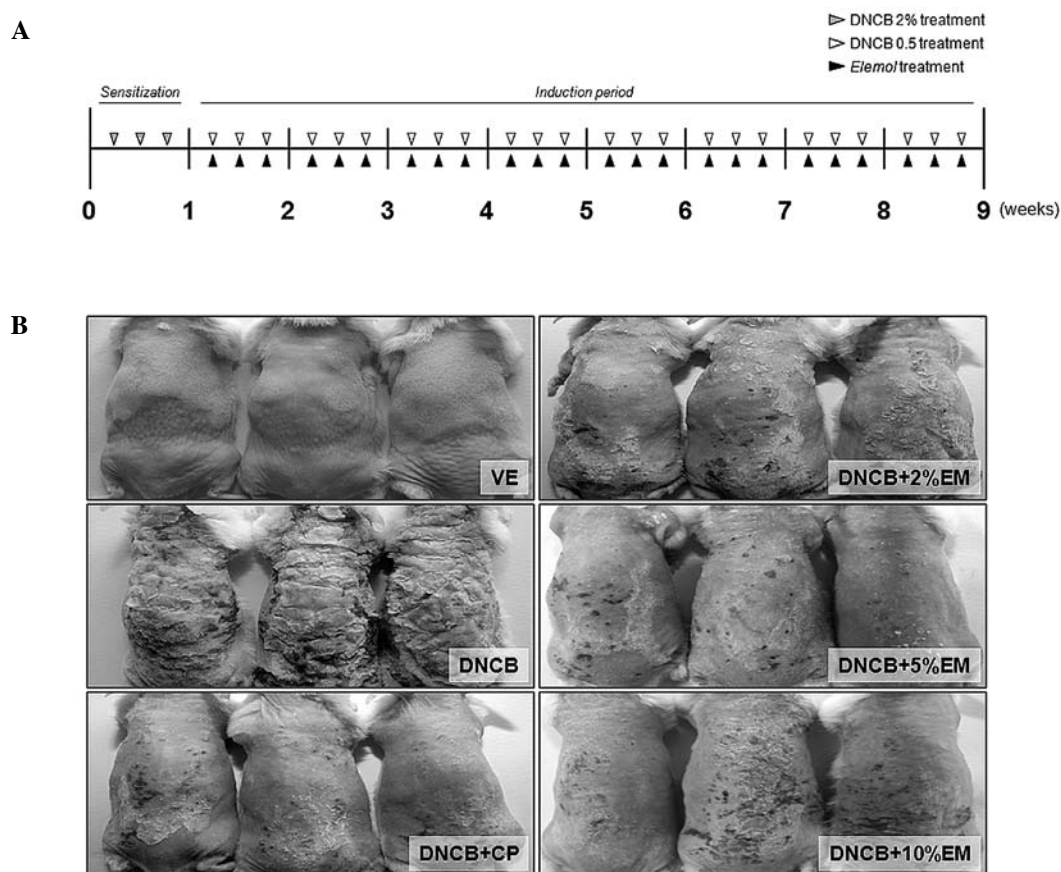 A
DNCB 2% treatment
DNCB 0.5 treatment
Elemol treatment
Sensitization
Induction period
0 1 2 3 4 5 6 7 8 9 (weeks)
B
VE
DNCB+2%EM
DNCB
DNCB+5%EM
DNCB+CP
DNCB+10%EM